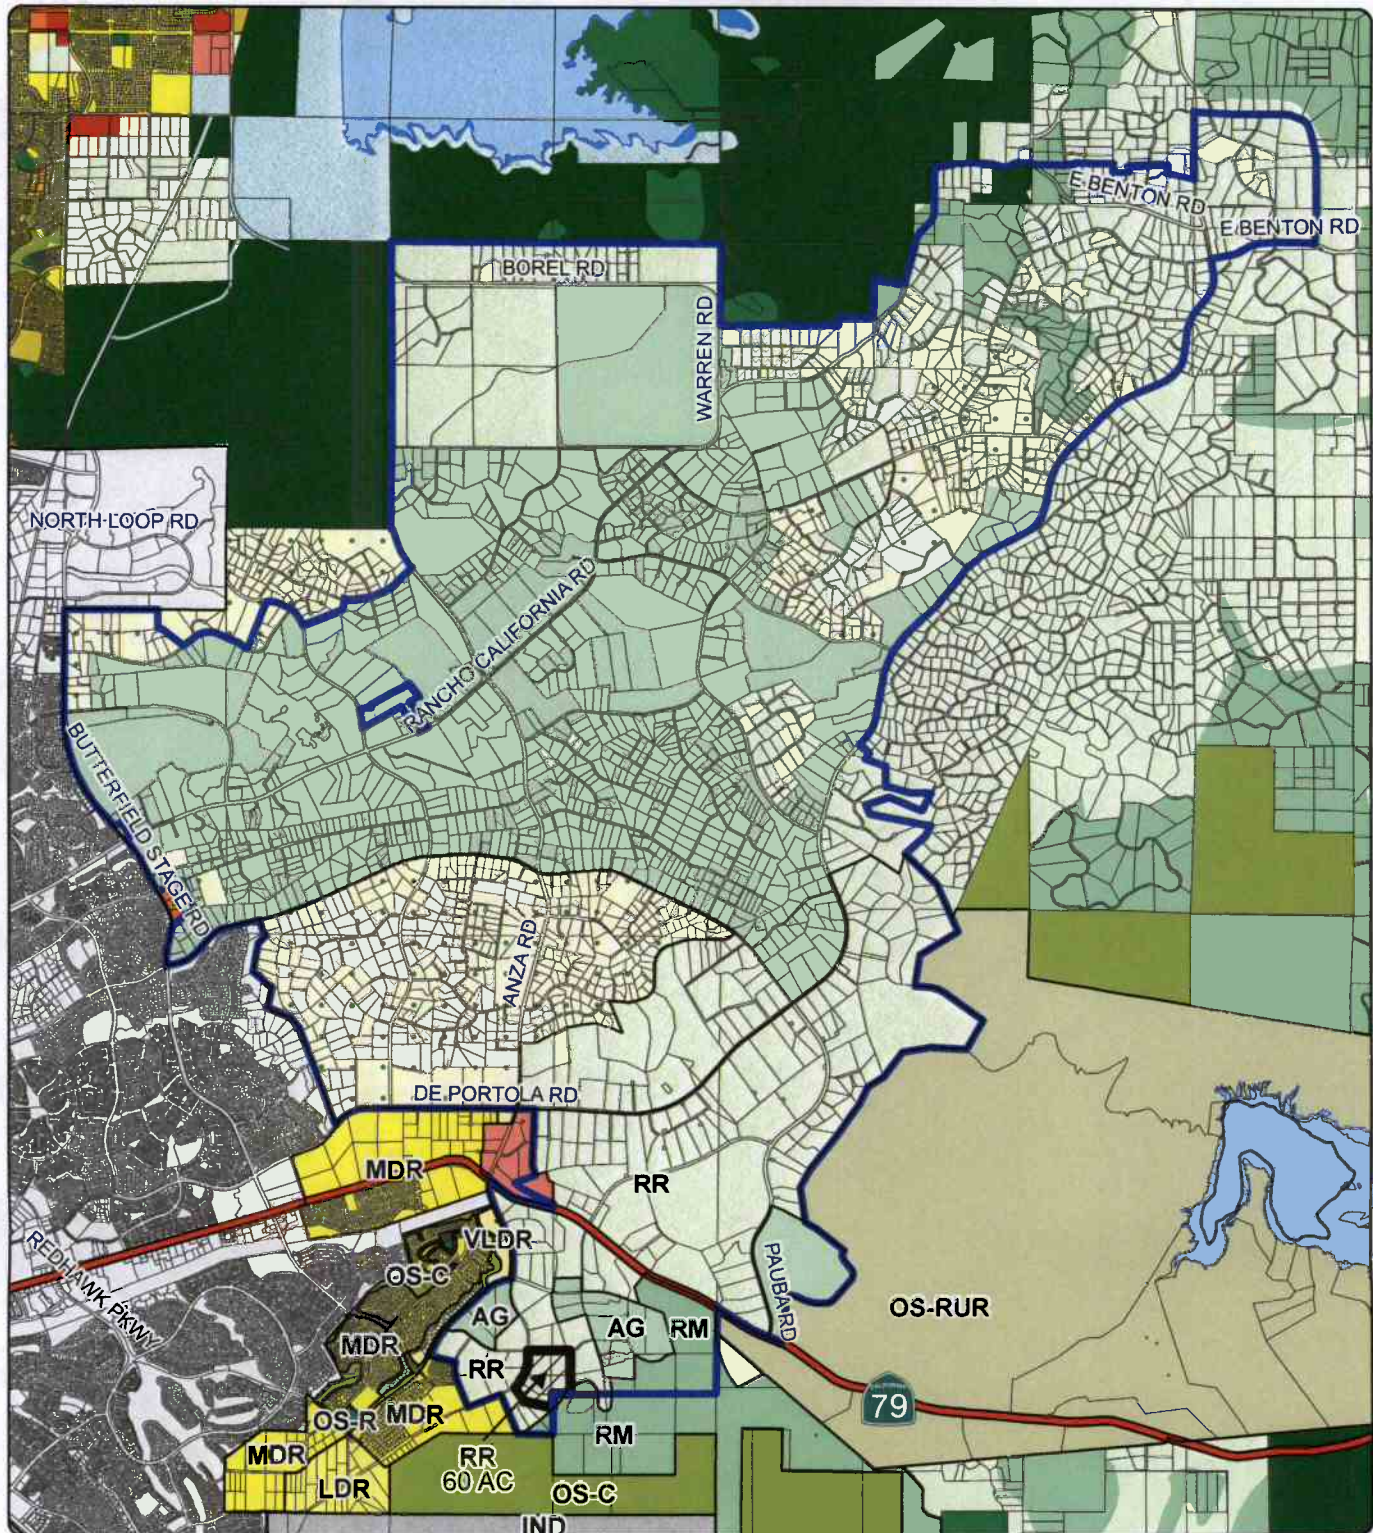 E BENTON RD
E BENTON RD
BOREL RD
WARREN RD
NORTH LOOP RD
RANCHO CALIFORNIA RD
BUTTERFIELD STAGE RD
ANZA RD
DE PORTOLA RD
MDR
RR
VLDR
REDHAWK PKWY
OS-C
PAUBA RD
OS-RUR
AG
AG
RM
MDR
RR
79
OS-R
MDR
RM
MDR
RR
60 AC
LDR
OS-C
IND